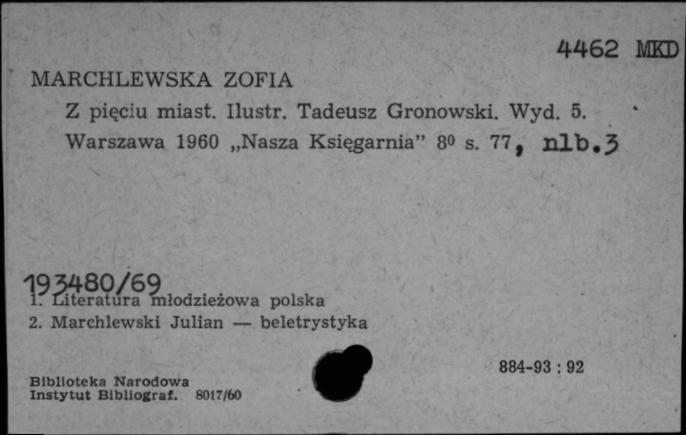 4462 MKD
MARCHLEWSKA ZOFIA
Z pięciu miast. Ilustr. Tadeusz Gronowski. Wyd. 5.
Warszawa 1960 „Nasza Księgarnia” 8⁰ s. 77, nlb.3
193480/69
1. Literatura młodzieżowa polska
2. Marchlewski Julian — beletrystyka
884-93 : 92
Biblioteka Narodowa
Instytut Bibliograf. 8017/60